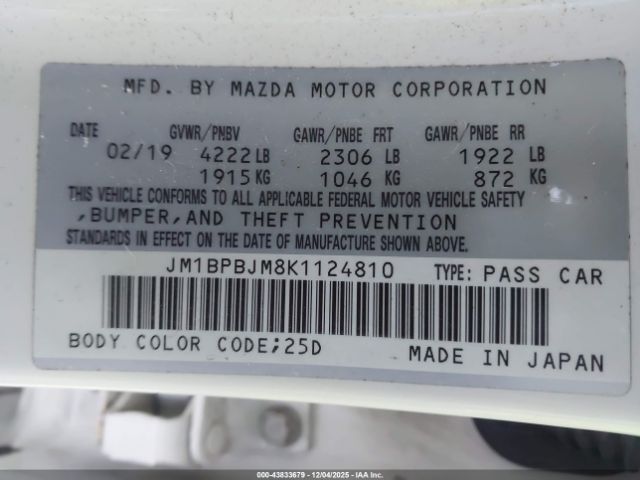 MFD. BY MAZDA MOTOR CORPORATION
DATE GVWR/PNBV GAWR/PNBE FRT GAWR/PNBE RR
02/19 4222 LB 2306 LB 1922 LB
1915 KG 1046 KG 872 KG
THIS VEHICLE CONFORMS TO ALL APPLICABLE FEDERAL MOTOR VEHICLE SAFETY
,BUMPER,AND THEFT PREVENTION
STANDARDS IN EFFECT ON THE DATE OF MANUFACTURE SHOWN ABOVE.
JM1BPBJM8K1124810 TYPE: PASS CAR
BODY COLOR CODE;25D MADE IN JAPAN
000-43833679 - 12/04/2025 - IAA Inc.